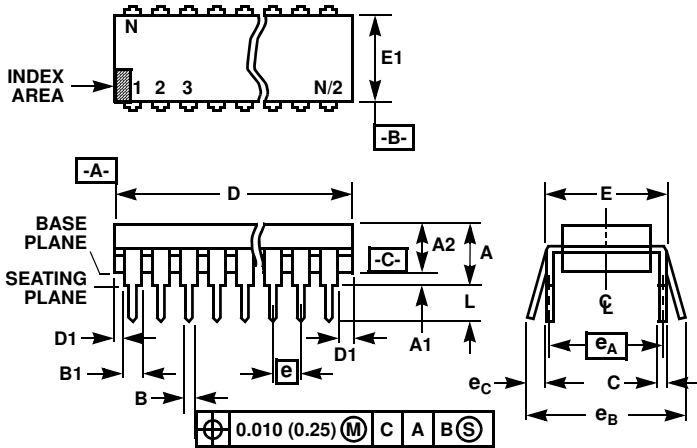 N
E1
INDEX
AREA
1 2 3 N/2
-B-
-A-
D
E
BASE
PLANE
A2 A
-C-
SEATING
PLANE
L
C L
D1
A1
D1
eA
B1
e
eC
C
B
eB
⌖ 0.010 (0.25) Ⓜ C A B Ⓢ